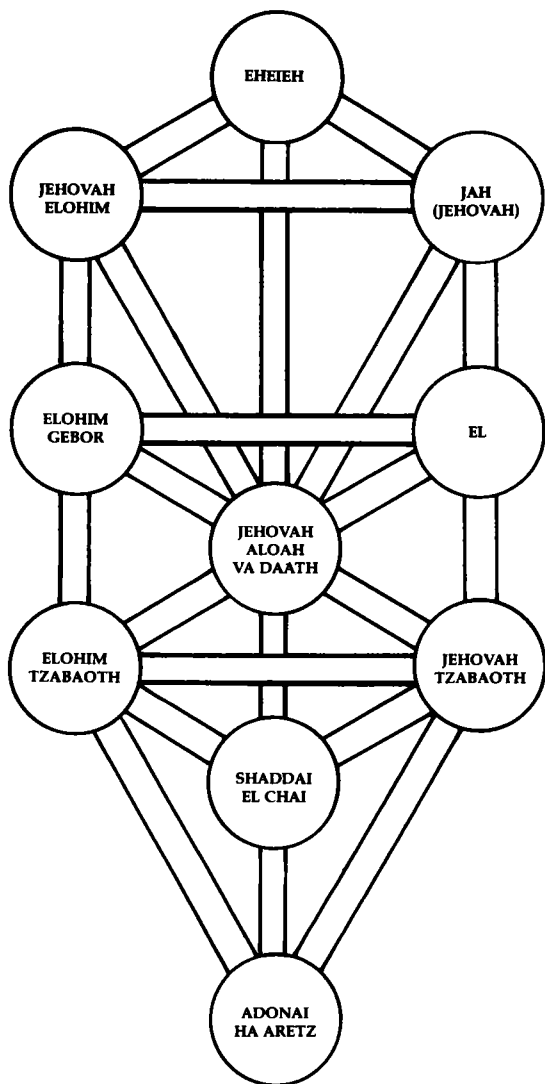 EHEIEH
JEHOVAH
ELOHIM
JAH
(JEHOVAH)
ELOHIM
GEBOR
EL
JEHOVAH
ALOAH
VA DAATH
ELOHIM
TZABAOTH
JEHOVAH
TZABAOTH
SHADDAI
EL CHAI
ADONAI
HA ARETZ